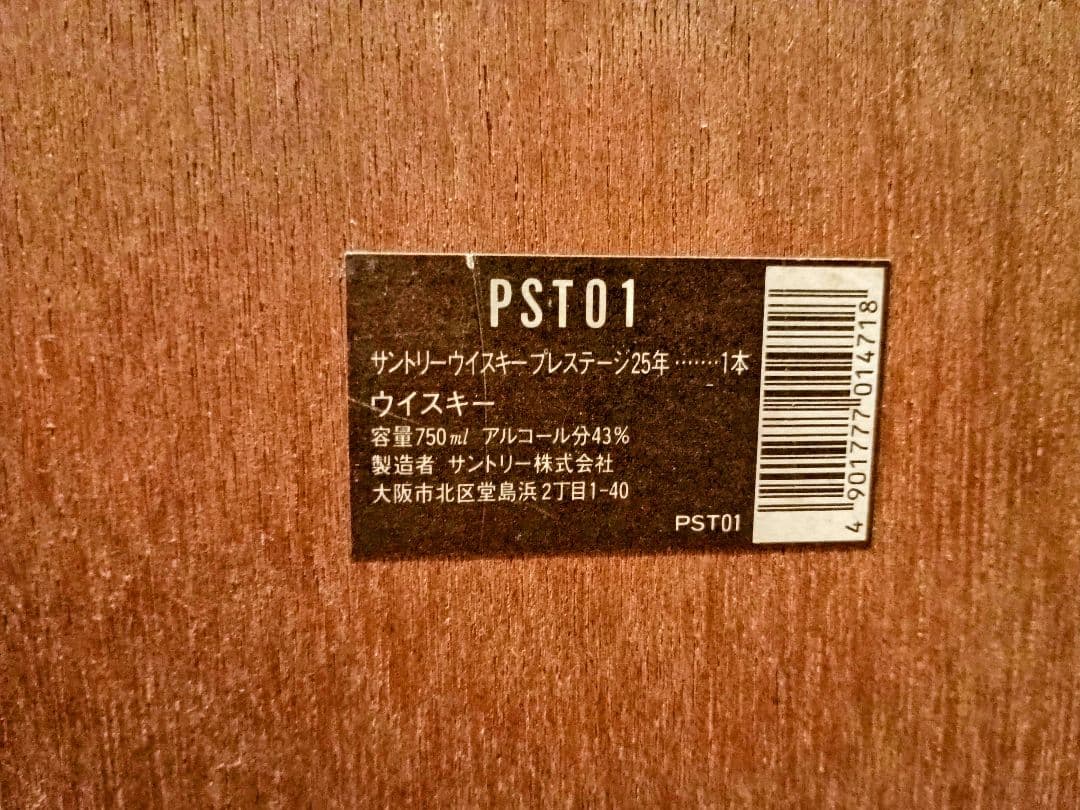 PST01
サントリーウイスキープレステージ25年‥‥‥‥1本
ウイスキー
容量750ml アルコール分43%
製造者 サントリー株式会社
大阪市北区堂島浜2丁目1-40
PST01
4 901777 014718